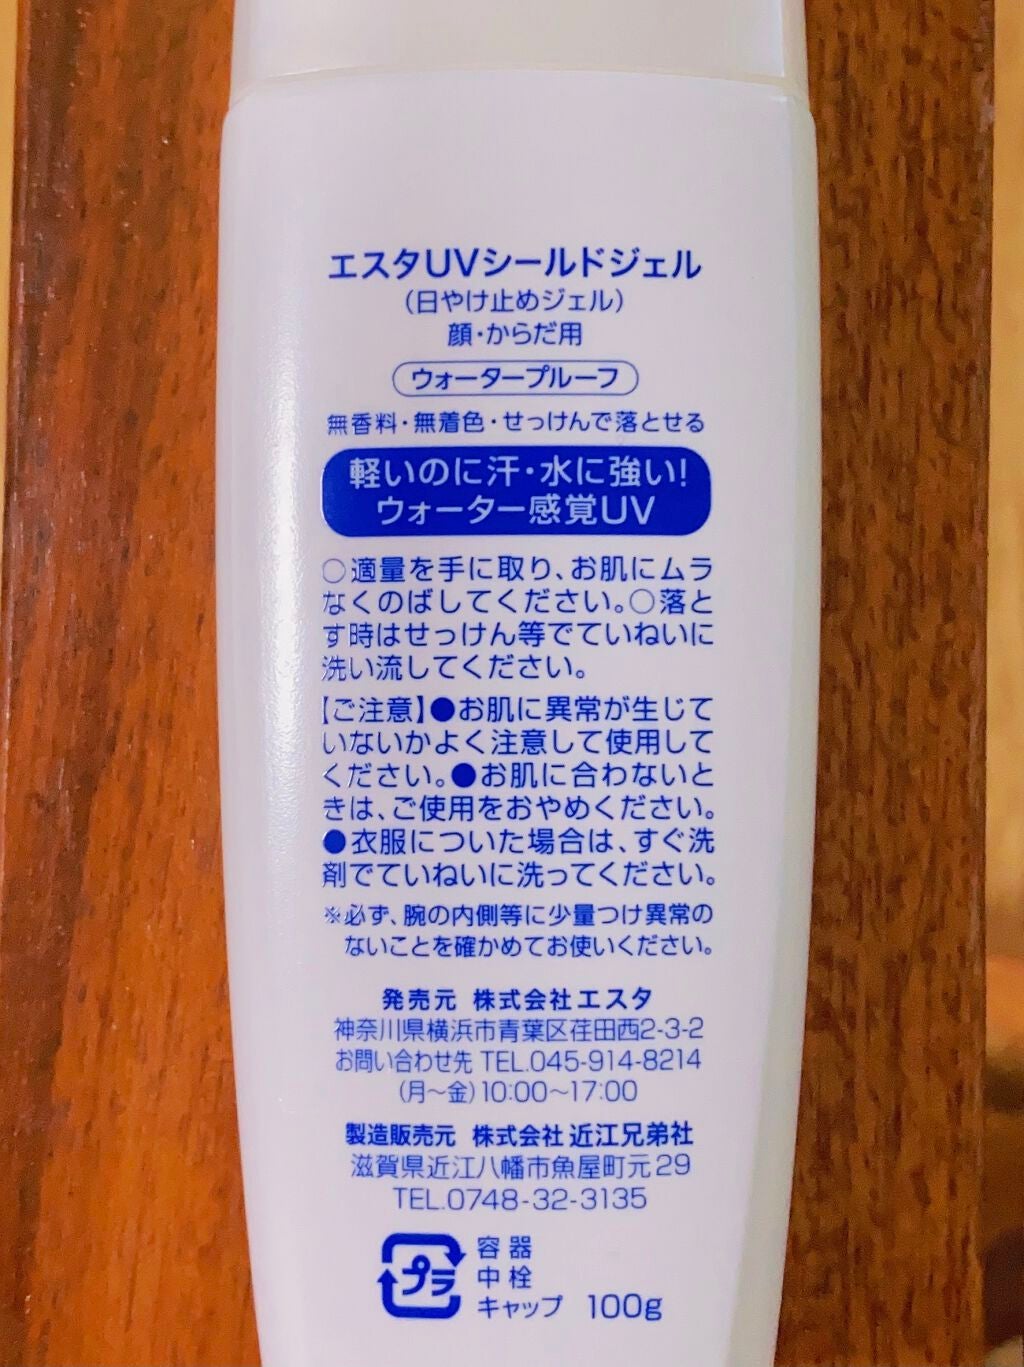 エスタUVシールドジェル
(日やけ止めジェル)
顔・からだ用
ウォータープルーフ
無香料・無着色・せっけんで落とせる
軽いのに汗・水に強い!
ウォーター感覚UV
○適量を手に取り、お肌にムラ
なくのばしてください。○落と
す時はせっけん等でていねいに
洗い流してください。
【ご注意】●お肌に異常が生じて
いないかよく注意して使用して
ください。●お肌に合わないと
きは、ご使用をおやめください。
●衣服についた場合は、すぐ洗
剤でていねいに洗ってください。
※必ず、腕の内側等に少量つけ異常の
ないことを確かめてお使いください。
発売元 株式会社エスタ
神奈川県横浜市青葉区荏田西2-3-2
お問い合わせ先 TEL.045-914-8214
(月〜金)10:00〜17:00
製造販売元 株式会社近江兄弟社
滋賀県近江八幡市魚屋町元29
TEL.0748-32-3135
プラ
容器
中栓
キャップ 100g